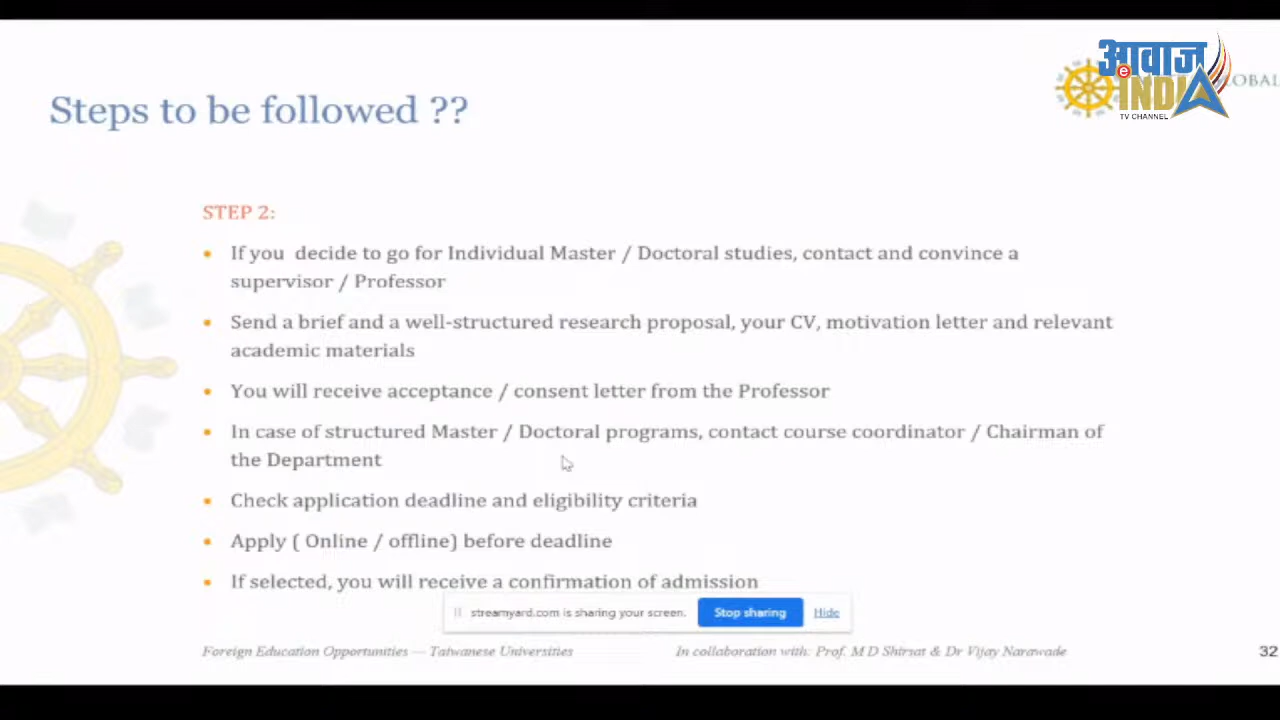 आवाज
e
INDIA
TV CHANNEL
OBAL
Steps to be followed ??
STEP 2:
• If you decide to go for Individual Master / Doctoral studies, contact and convince a
supervisor / Professor
• Send a brief and a well-structured research proposal, your CV, motivation letter and relevant
academic materials
• You will receive acceptance / consent letter from the Professor
• In case of structured Master / Doctoral programs, contact course coordinator / Chairman of
the Department
• Check application deadline and eligibility criteria
• Apply ( Online / offline) before deadline
• If selected, you will receive a confirmation of admission
streamyard.com is sharing your screen. Stop sharing Hide
Foreign Education Opportunities — Taiwanese Universities In collaboration with: Prof. M D Shirsat & Dr Vijay Narawade 32